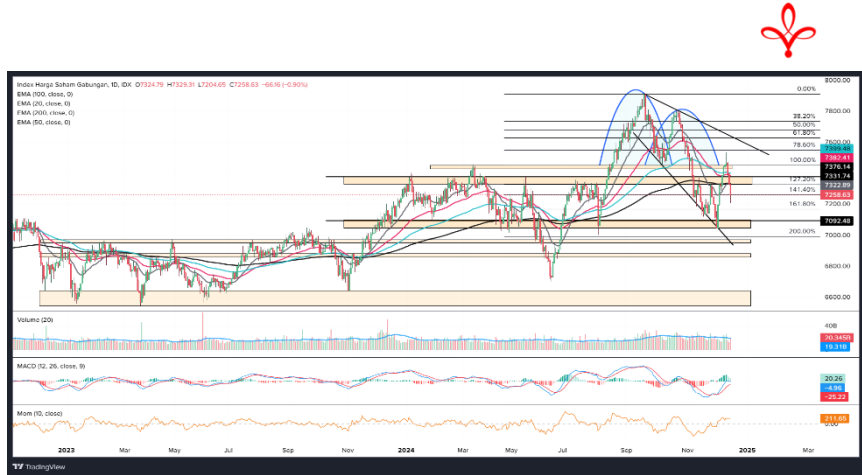 Index Harga Saham Gabungan, 1D, IDX O7324.79 H7329.31 L7204.65 C7258.63 -66.16 (-0.90%)
EMA (100, close, 0)
EMA (20, close, 0)
EMA (200, close, 0)
EMA (50, close, 0)
8000.00
0.00%
7800.00
38.20%
50.00%
61.80%
7600.00
78.60%
7399.48
7382.41
100.00%
7376.14
7331.74
127.20%
7322.89
141.40%
7258.63
161.80%
7200.00
7092.48
200.00%
7000.00
6800.00
6600.00
Volume (20)
40B
20.345B
19.31B
MACD (12, 26, close, 9)
20.26
-4.96
-25.22
Mom (10, close)
211.65
0.00
2023 Mar May Jul Sep Nov 2024 Mar May Jul Sep Nov 2025 Mar
TradingView